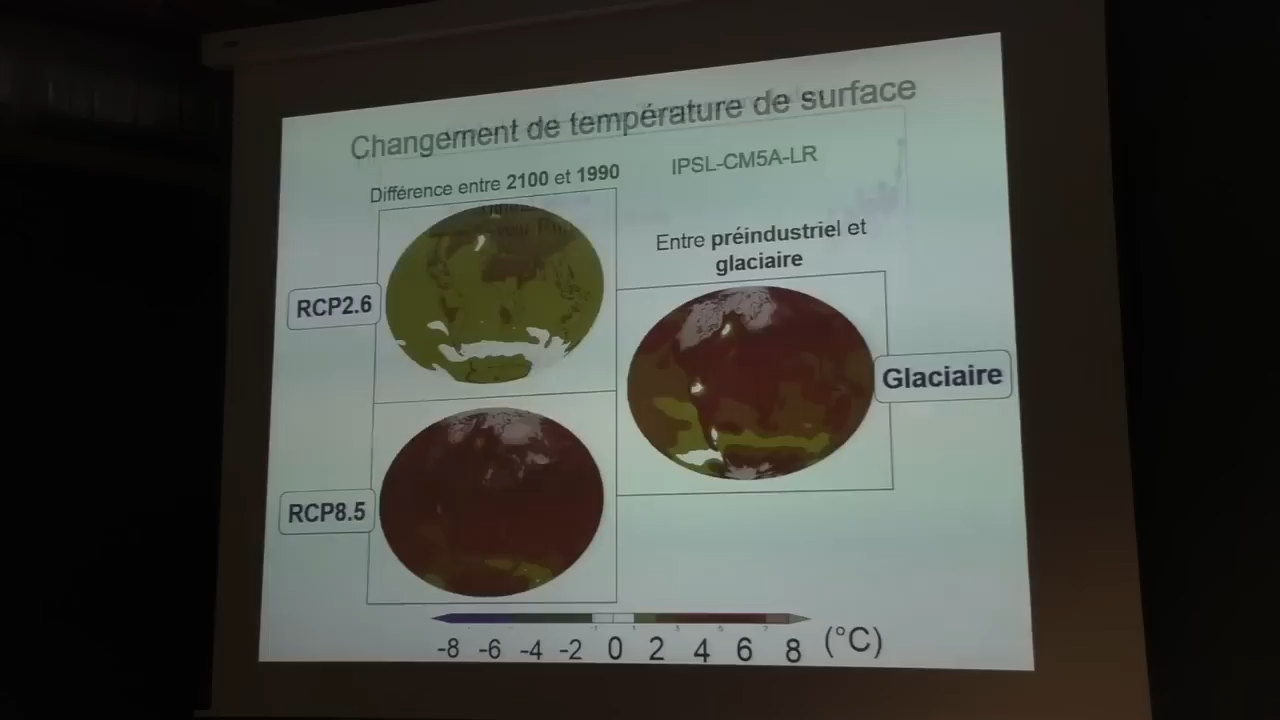 Changement de température de surface
Différence entre 2100 et 1990
IPSL-CM5A-LR
Entre préindustriel et
glaciaire
RCP2.6
Glaciaire
RCP8.5
-8 -6 -4 -2 0 2 4 6 8 (°C)